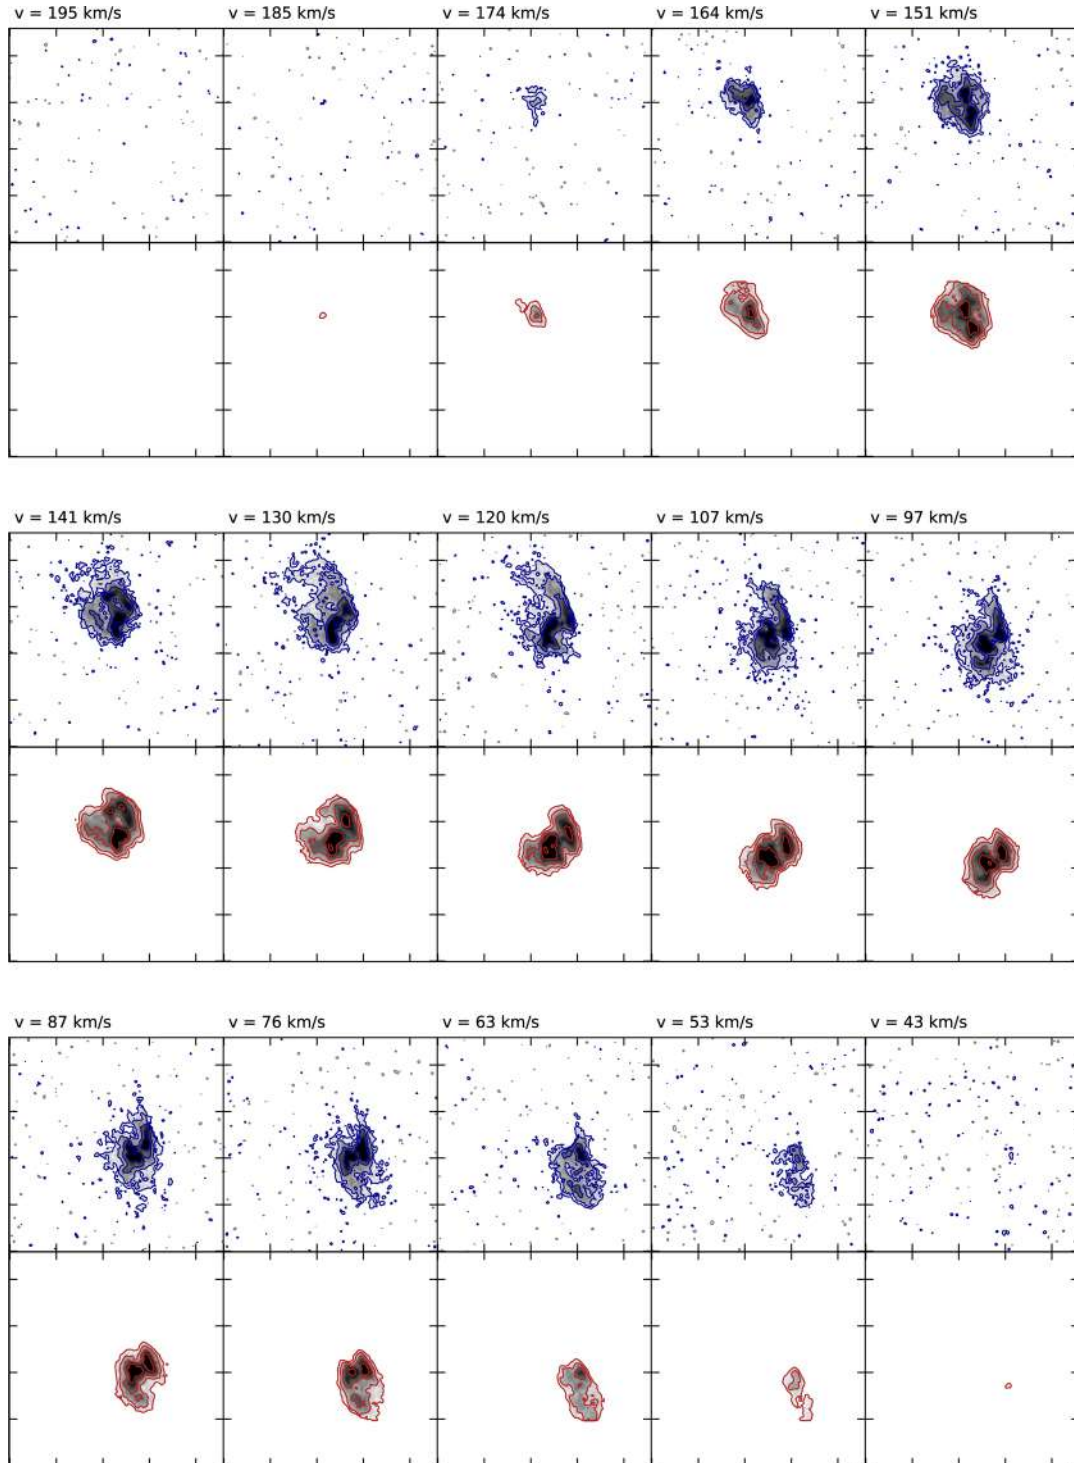 v = 195 km/s v = 185 km/s v = 174 km/s v = 164 km/s v = 151 km/s
v = 141 km/s v = 130 km/s v = 120 km/s v = 107 km/s v = 97 km/s
v = 87 km/s v = 76 km/s v = 63 km/s v = 53 km/s v = 43 km/s